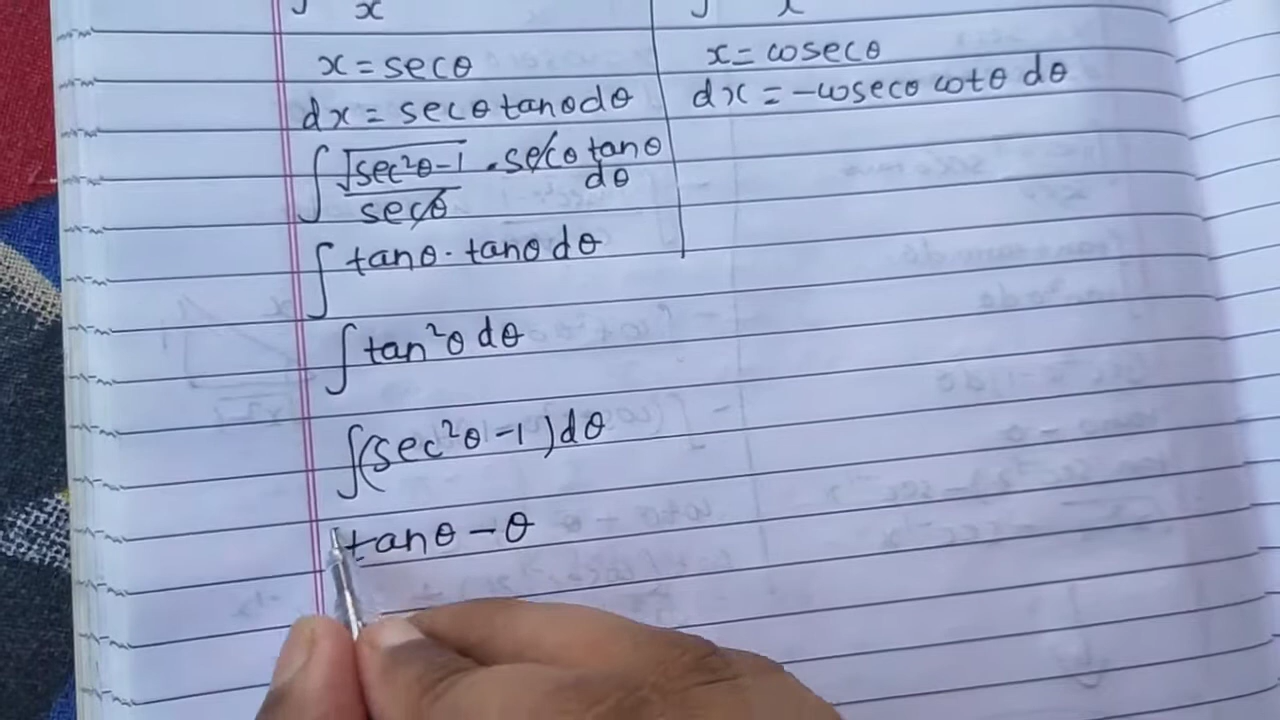 ∫ x
∫ x
x = secθ
dx = secθ tanθ dθ
∫ √sec²θ-1 / secθ · secθ tanθ dθ
∫ tanθ · tanθ dθ
∫ tan²θ dθ
∫(sec²θ - 1) dθ
tanθ - θ
x = cosecθ
dx = -cosecθ cotθ dθ